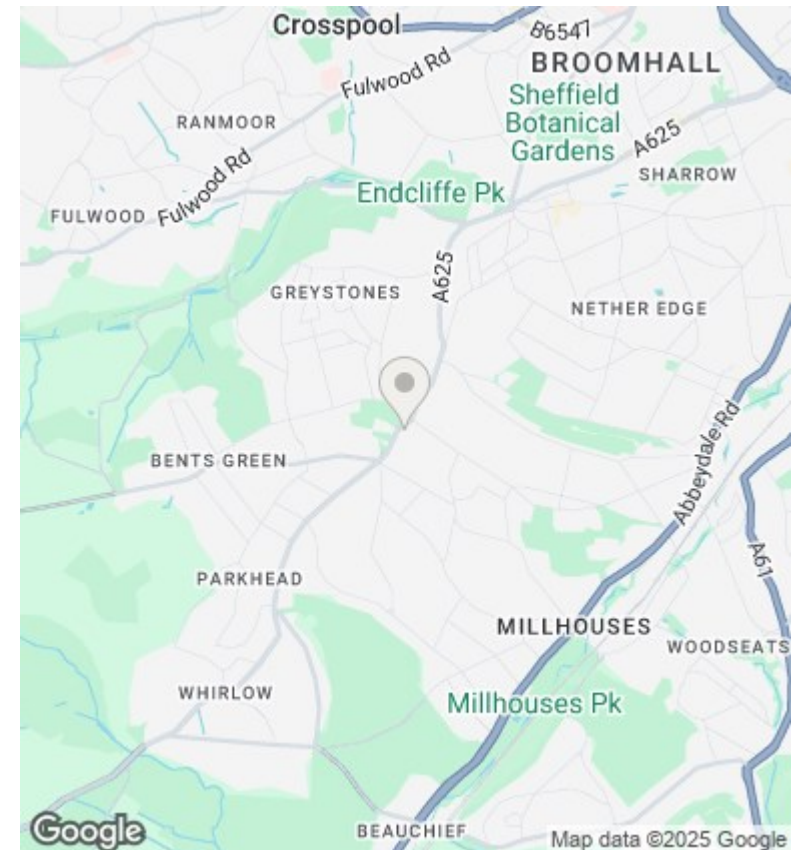 Crosspool
B6547
BROOMHALL
Fulwood Rd
Sheffield
Botanical
Gardens
A625
RANMOOR
SHARROW
Fulwood Rd
Endcliffe Pk
FULWOOD
A625
GREYSTONES
NETHER EDGE
BENTS GREEN
Abbeydale Rd
A61
PARKHEAD
MILLHOUSES
WOODSEATS
WHIRLOW
Millhouses Pk
Google
BEAUCHIEF
Map data ©2025 Google